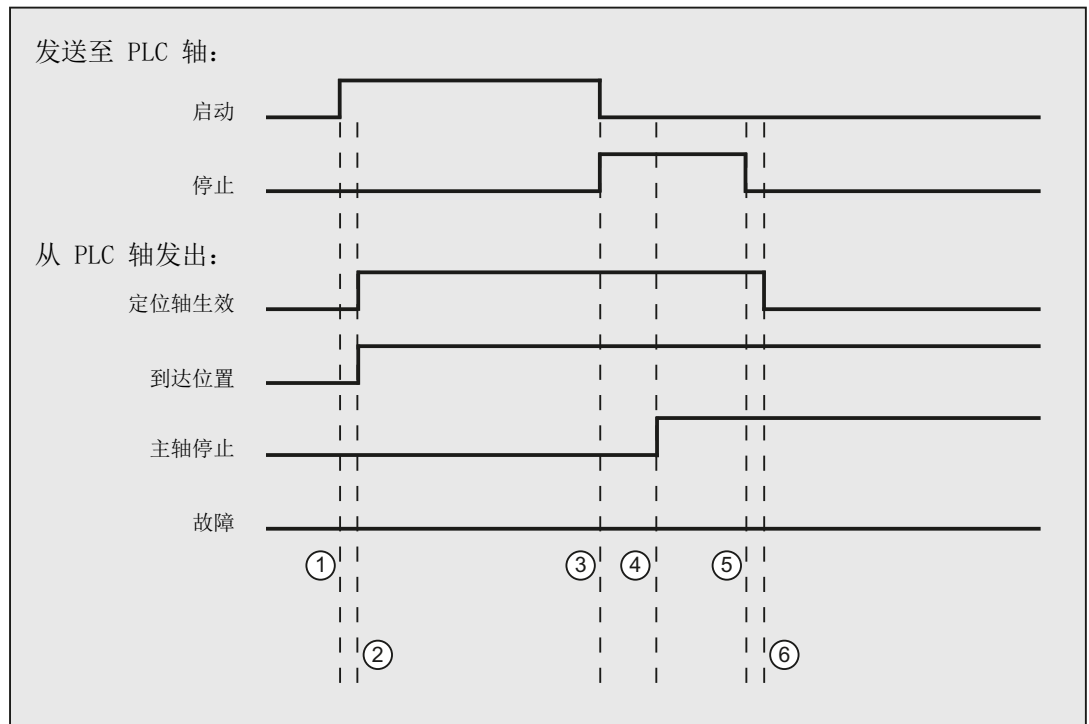 发送至 PLC 轴：
启动
停止
从 PLC 轴发出：
定位轴生效
到达位置
主轴停止
故障
① ③ ④ ⑤
② ⑥